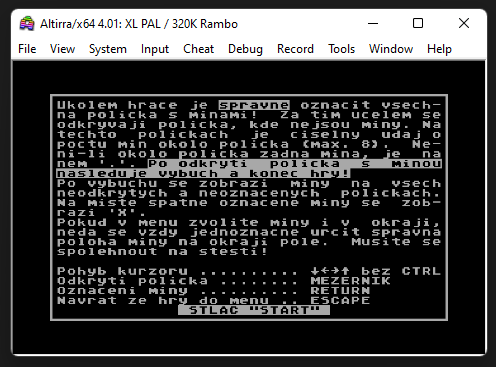 Altirra/x64 4.01: XL PAL / 320K Rambo
File View System Input Cheat Debug Record Tools Window Help
Ukolem hrace je spravne oznacit vsech-
na policka s minami! Za tim ucelem se
odkryvaji policka, kde nejsou miny. Na
techto polickach je ciselny udaj o
poctu min okolo policka (max. 8). Ne-
ni-li okolo policka zadna mina, je na
nem '.'. Po odkryti policka s minou
nasleduje vybuch a konec hry!
Po vybuchu se zobrazi miny na vsech
neodkrytych a neoznacenych polickach.
Na miste spatne oznacene miny se zob-
razi 'X'.
Pokud v menu zvolite miny i v okraji,
neda se vzdy jednoznacne urcit spravna
poloha miny na okraji pole. Musite se
spolehnout na stesti!
Pohyb kurzoru .......... ↓←→↑ bez CTRL
Odkryti policka ........ MEZERNIK
Oznaceni miny .......... RETURN
Navrat ze hry do menu .. ESCAPE
STLAC "START"